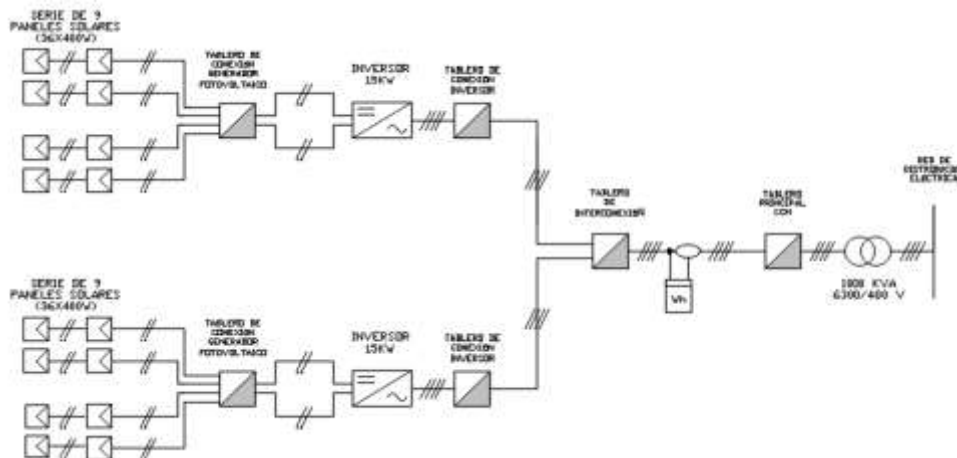 SERIE DE 9
PANELES SOLARES
(36X400W)
TABLERO DE
CONEXION
GENERADOR
FOTOVOLTAICO
INVERSOR
15KW
TABLERO DE
CONEXION
INVERSOR
TABLERO
DE
INTERCONEXION
Wh
TABLERO
PRINCIPAL
RED DE
DISTRIBUCION
ELECTRICA
6300/400 V
SERIE DE 9
PANELES SOLARES
(36X400W)
TABLERO DE
CONEXION
GENERADOR
FOTOVOLTAICO
INVERSOR
15KW
TABLERO DE
CONEXION
INVERSOR